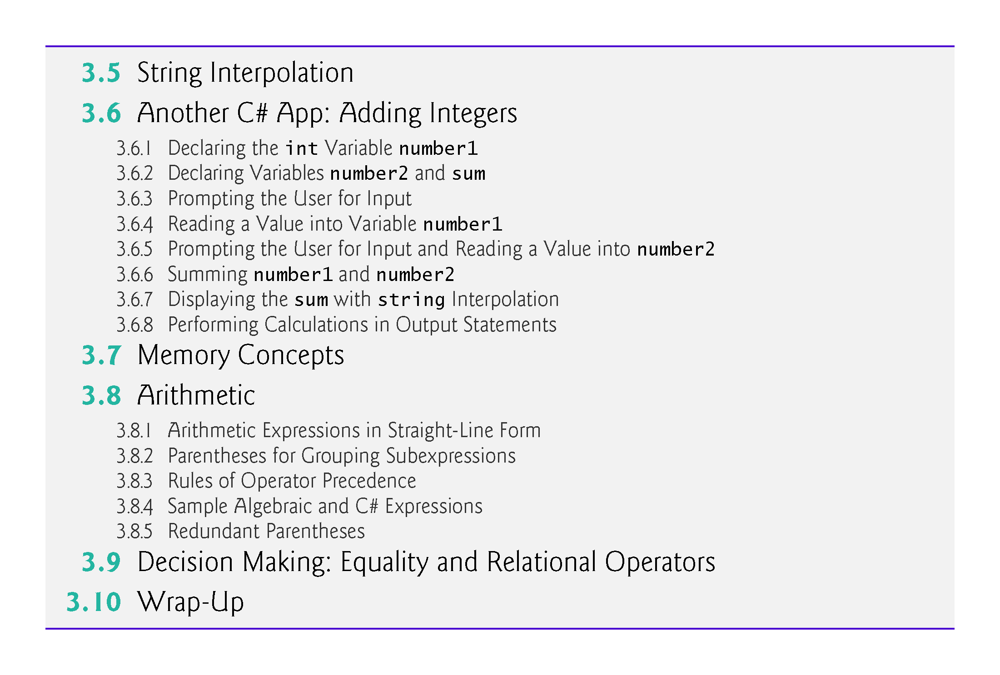 3.5 String Interpolation
3.6 Another C# App: Adding Integers
3.6.1 Declaring the int Variable number1
3.6.2 Declaring Variables number2 and sum
3.6.3 Prompting the User for Input
3.6.4 Reading a Value into Variable number1
3.6.5 Prompting the User for Input and Reading a Value into number2
3.6.6 Summing number1 and number2
3.6.7 Displaying the sum with string Interpolation
3.6.8 Performing Calculations in Output Statements
3.7 Memory Concepts
3.8 Arithmetic
3.8.1 Arithmetic Expressions in Straight-Line Form
3.8.2 Parentheses for Grouping Subexpressions
3.8.3 Rules of Operator Precedence
3.8.4 Sample Algebraic and C# Expressions
3.8.5 Redundant Parentheses
3.9 Decision Making: Equality and Relational Operators
3.10 Wrap-Up